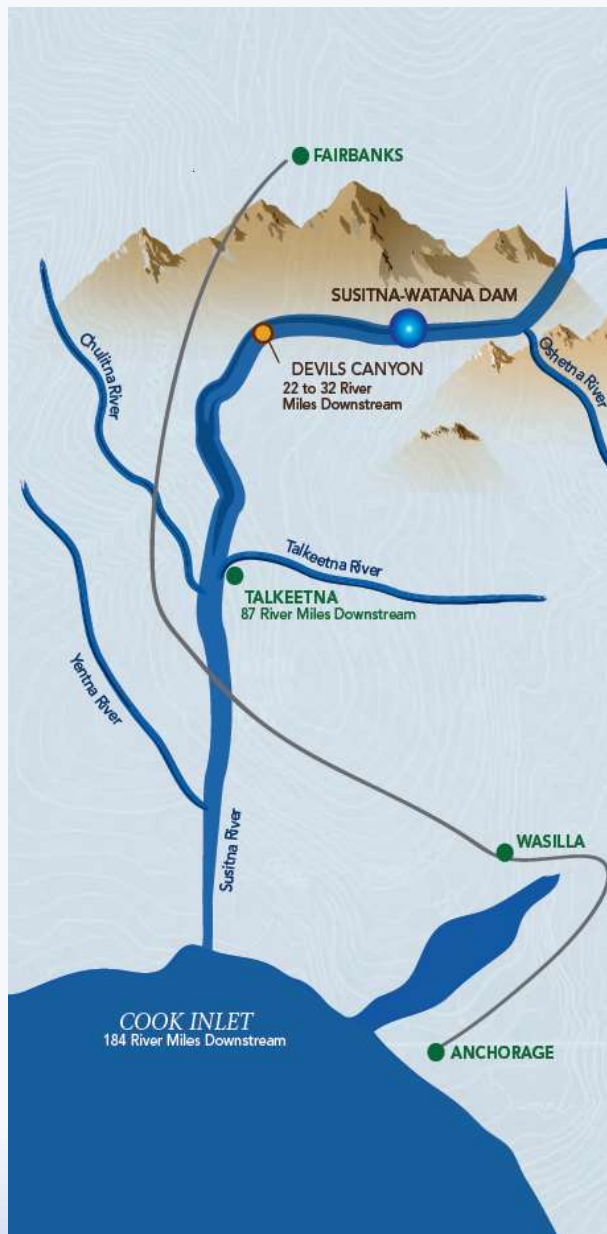 FAIRBANKS
SUSITNA-WATANA DAM
Chulitna River
Oshetna River
DEVILS CANYON
22 to 32 River
Miles Downstream
Talkeetna River
TALKEETNA
87 River Miles Downstream
Yentna River
Susitna River
WASILLA
COOK INLET
184 River Miles Downstream
ANCHORAGE